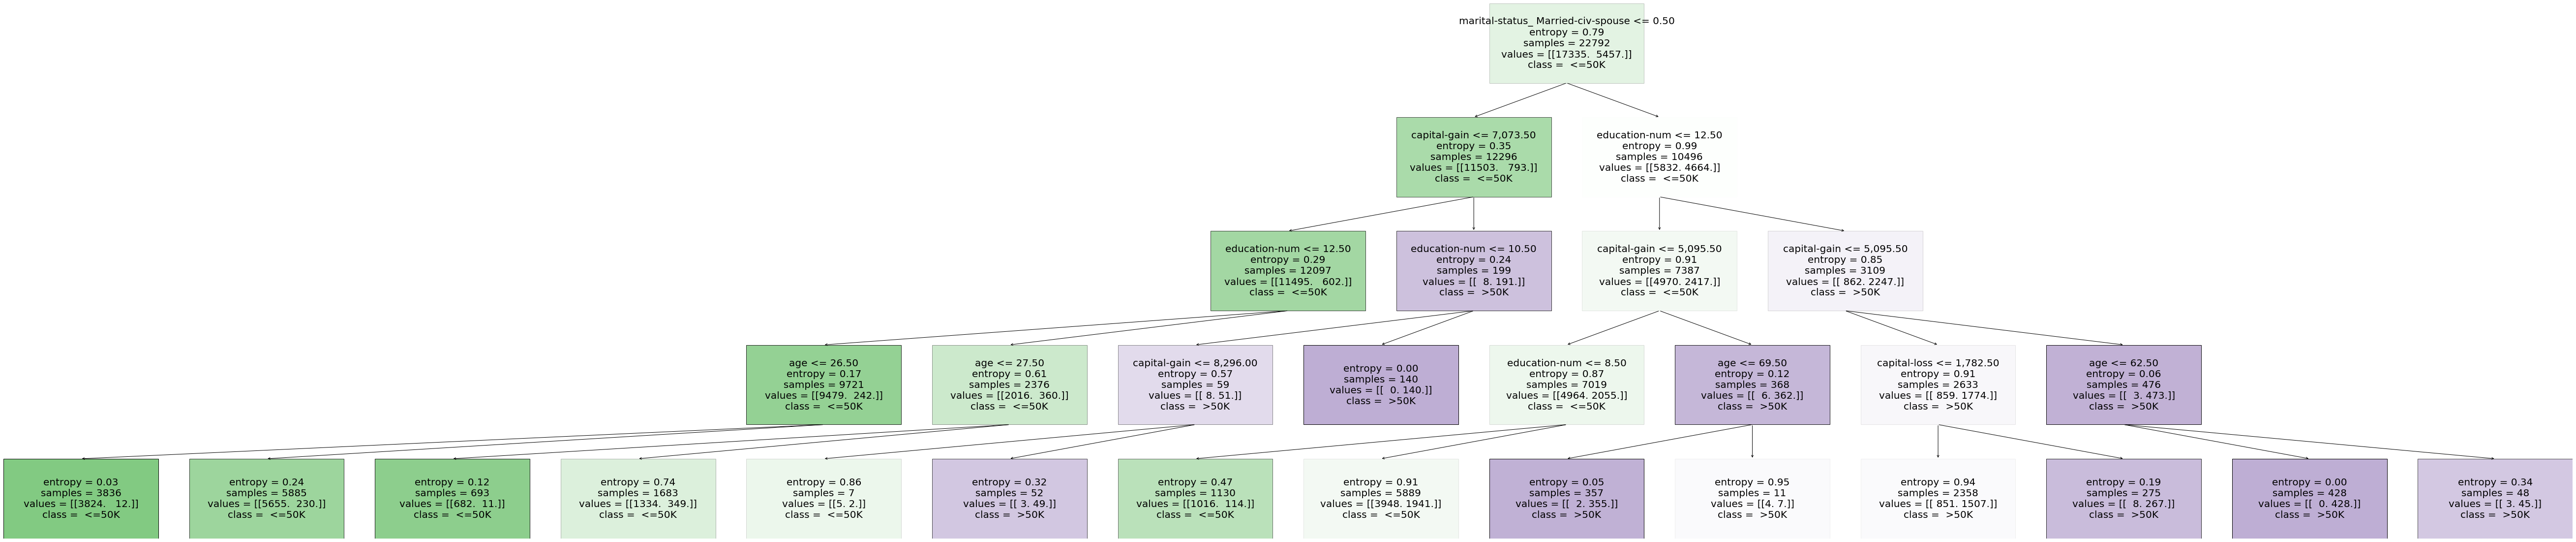 marital-status_ Married-civ-spouse <= 0.50
entropy = 0.79
samples = 22792
values = [[17335.  5457.]]
class =  <=50K
capital-gain <= 7,073.50
entropy = 0.35
samples = 12296
values = [[11503.   793.]]
class =  <=50K
education-num <= 12.50
entropy = 0.99
samples = 10496
values = [[5832. 4664.]]
class =  <=50K
education-num <= 12.50
entropy = 0.29
samples = 12097
values = [[11495.   602.]]
class =  <=50K
education-num <= 10.50
entropy = 0.24
samples = 199
values = [[  8. 191.]]
class =  >50K
capital-gain <= 5,095.50
entropy = 0.91
samples = 7387
values = [[4970. 2417.]]
class =  <=50K
capital-gain <= 5,095.50
entropy = 0.85
samples = 3109
values = [[ 862. 2247.]]
class =  >50K
age <= 26.50
entropy = 0.17
samples = 9721
values = [[9479.  242.]]
class =  <=50K
age <= 27.50
entropy = 0.61
samples = 2376
values = [[2016.  360.]]
class =  <=50K
capital-gain <= 8,296.00
entropy = 0.57
samples = 59
values = [[ 8. 51.]]
class =  >50K
entropy = 0.00
samples = 140
values = [[  0. 140.]]
class =  >50K
education-num <= 8.50
entropy = 0.87
samples = 7019
values = [[4964. 2055.]]
class =  <=50K
age <= 69.50
entropy = 0.12
samples = 368
values = [[  6. 362.]]
class =  >50K
capital-loss <= 1,782.50
entropy = 0.91
samples = 2633
values = [[ 859. 1774.]]
class =  >50K
age <= 62.50
entropy = 0.06
samples = 476
values = [[  3. 473.]]
class =  >50K
entropy = 0.03
samples = 3836
values = [[3824.   12.]]
class =  <=50K
entropy = 0.24
samples = 5885
values = [[5655.  230.]]
class =  <=50K
entropy = 0.12
samples = 693
values = [[682.  11.]]
class =  <=50K
entropy = 0.74
samples = 1683
values = [[1334.  349.]]
class =  <=50K
entropy = 0.86
samples = 7
values = [[5. 2.]]
class =  <=50K
entropy = 0.32
samples = 52
values = [[ 3. 49.]]
class =  >50K
entropy = 0.47
samples = 1130
values = [[1016.  114.]]
class =  <=50K
entropy = 0.91
samples = 5889
values = [[3948. 1941.]]
class =  <=50K
entropy = 0.05
samples = 357
values = [[  2. 355.]]
class =  >50K
entropy = 0.95
samples = 11
values = [[4. 7.]]
class =  >50K
entropy = 0.94
samples = 2358
values = [[ 851. 1507.]]
class =  >50K
entropy = 0.19
samples = 275
values = [[  8. 267.]]
class =  >50K
entropy = 0.00
samples = 428
values = [[  0. 428.]]
class =  >50K
entropy = 0.34
samples = 48
values = [[ 3. 45.]]
class =  >50K